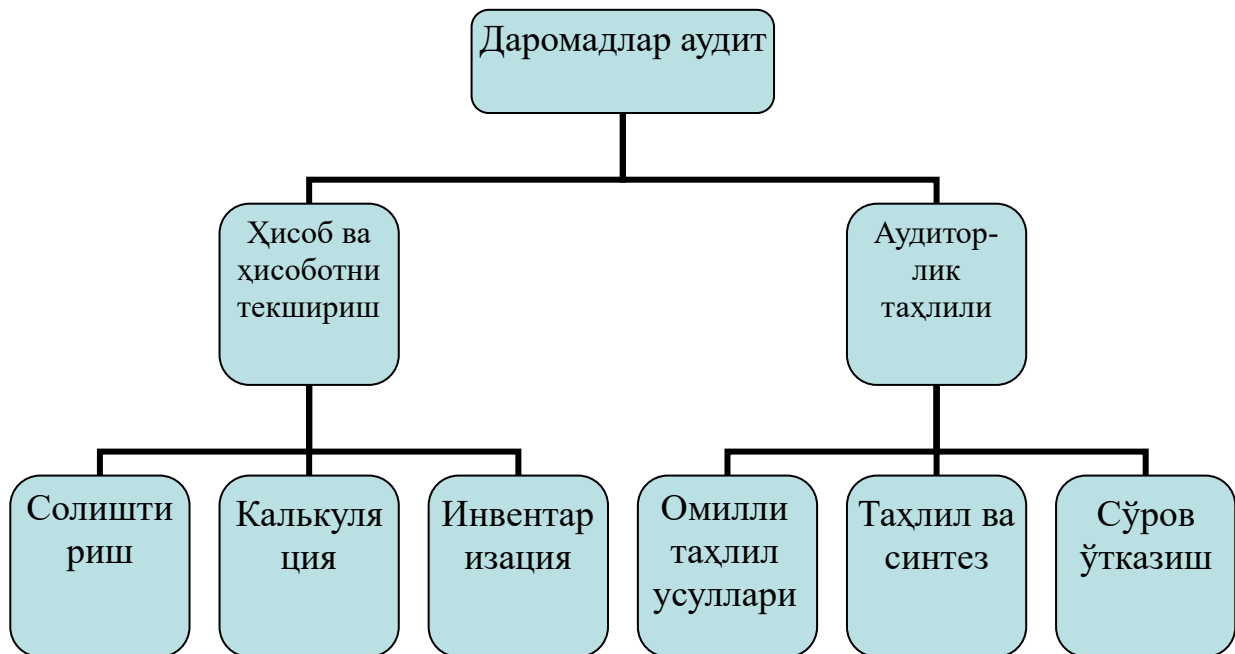 Даромадлар аудит
Ҳисоб ва
ҳисоботни
текшириш
Аудитор-
лик
таҳлили
Солишти
риш
Калькуля
ция
Инвентар
изация
Омилли
таҳлил
усуллари
Таҳлил ва
синтез
Сўров
ўтказиш